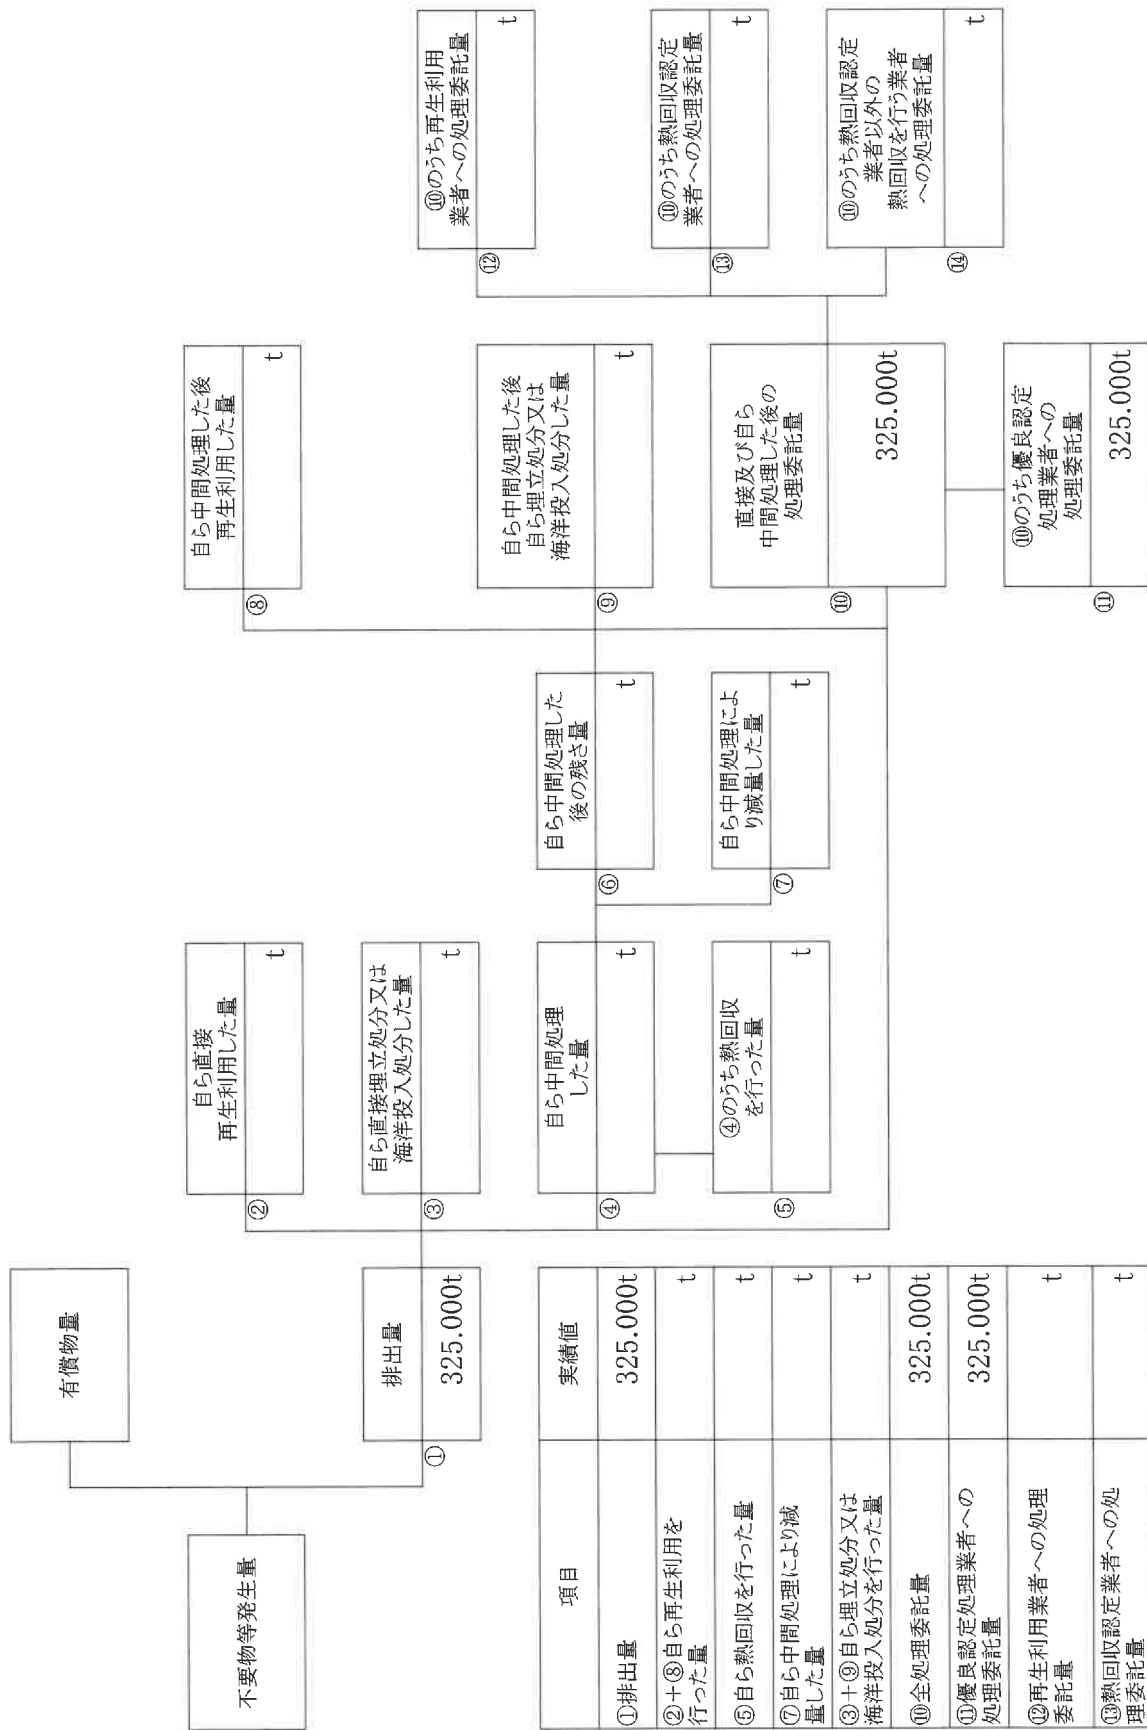 不要物等発生量
有償物量
排出量
①
325.000t
自ら直接
再生利用した量
②
t
自ら直接埋立処分又は
海洋投入処分した量
③
t
自ら中間処理
した量
④
t
④のうち熱回収
を行った量
⑤
t
自ら中間処理した
後の残さ量
⑥
t
自ら中間処理によ
り減量した量
⑦
t
自ら中間処理した後
再生利用した量
⑧
t
自ら中間処理した後
自ら埋立処分又は
海洋投入処分した量
⑨
t
直接及び自ら
中間処理した後の
処理委託量
⑩
325.000t
⑩のうち優良認定
処理業者への
処理委託量
⑪
325.000t
⑩のうち再生利用
業者への処理委託量
⑫
t
⑩のうち熱回収認定
業者への処理委託量
⑬
t
⑩のうち熱回収認定
業者以外の
熱回収を行う業者
への処理委託量
⑭
t
項目 実績値
①排出量 325.000t
②+⑧自ら再生利用を
行った量 t
⑤自ら熱回収を行った量 t
⑦自ら中間処理により減
量した量 t
③+⑨自ら埋立処分又は
海洋投入処分を行った量 t
⑩全処理委託量 325.000t
⑪優良認定処理業者への
処理委託量 325.000t
⑫再生利用業者への処理
委託量 t
⑬熱回収認定業者への処
理委託量 t